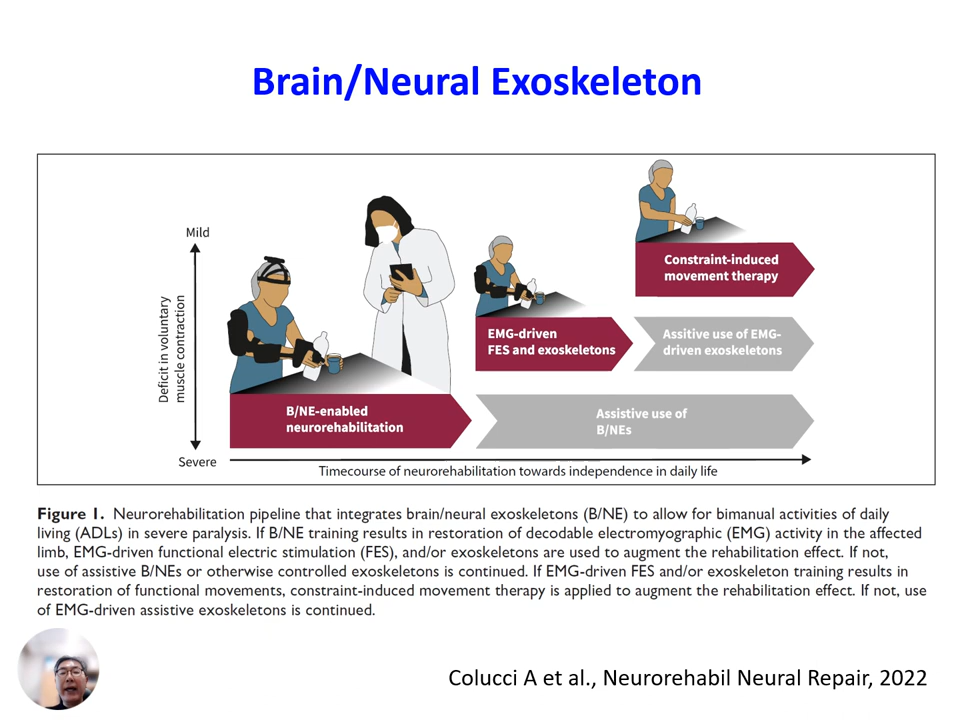 Brain/Neural Exoskeleton
Mild
Deficit in voluntary
muscle contraction
Severe
Constraint-induced
movement therapy
EMG-driven
FES and exoskeletons
Assitive use of EMG-
driven exoskeletons
B/NE-enabled
neurorehabilitation
Assistive use of
B/NEs
Timecourse of neurorehabilitation towards independence in daily life
Figure 1. Neurorehabilitation pipeline that integrates brain/neural exoskeletons (B/NE) to allow for bimanual activities of daily
living (ADLs) in severe paralysis. If B/NE training results in restoration of decodable electromyographic (EMG) activity in the affected
limb, EMG-driven functional electric stimulation (FES), and/or exoskeletons are used to augment the rehabilitation effect. If not,
use of assistive B/NEs or otherwise controlled exoskeletons is continued. If EMG-driven FES and/or exoskeleton training results in
restoration of functional movements, constraint-induced movement therapy is applied to augment the rehabilitation effect. If not, use
of EMG-driven assistive exoskeletons is continued.
Colucci A et al., Neurorehabil Neural Repair, 2022